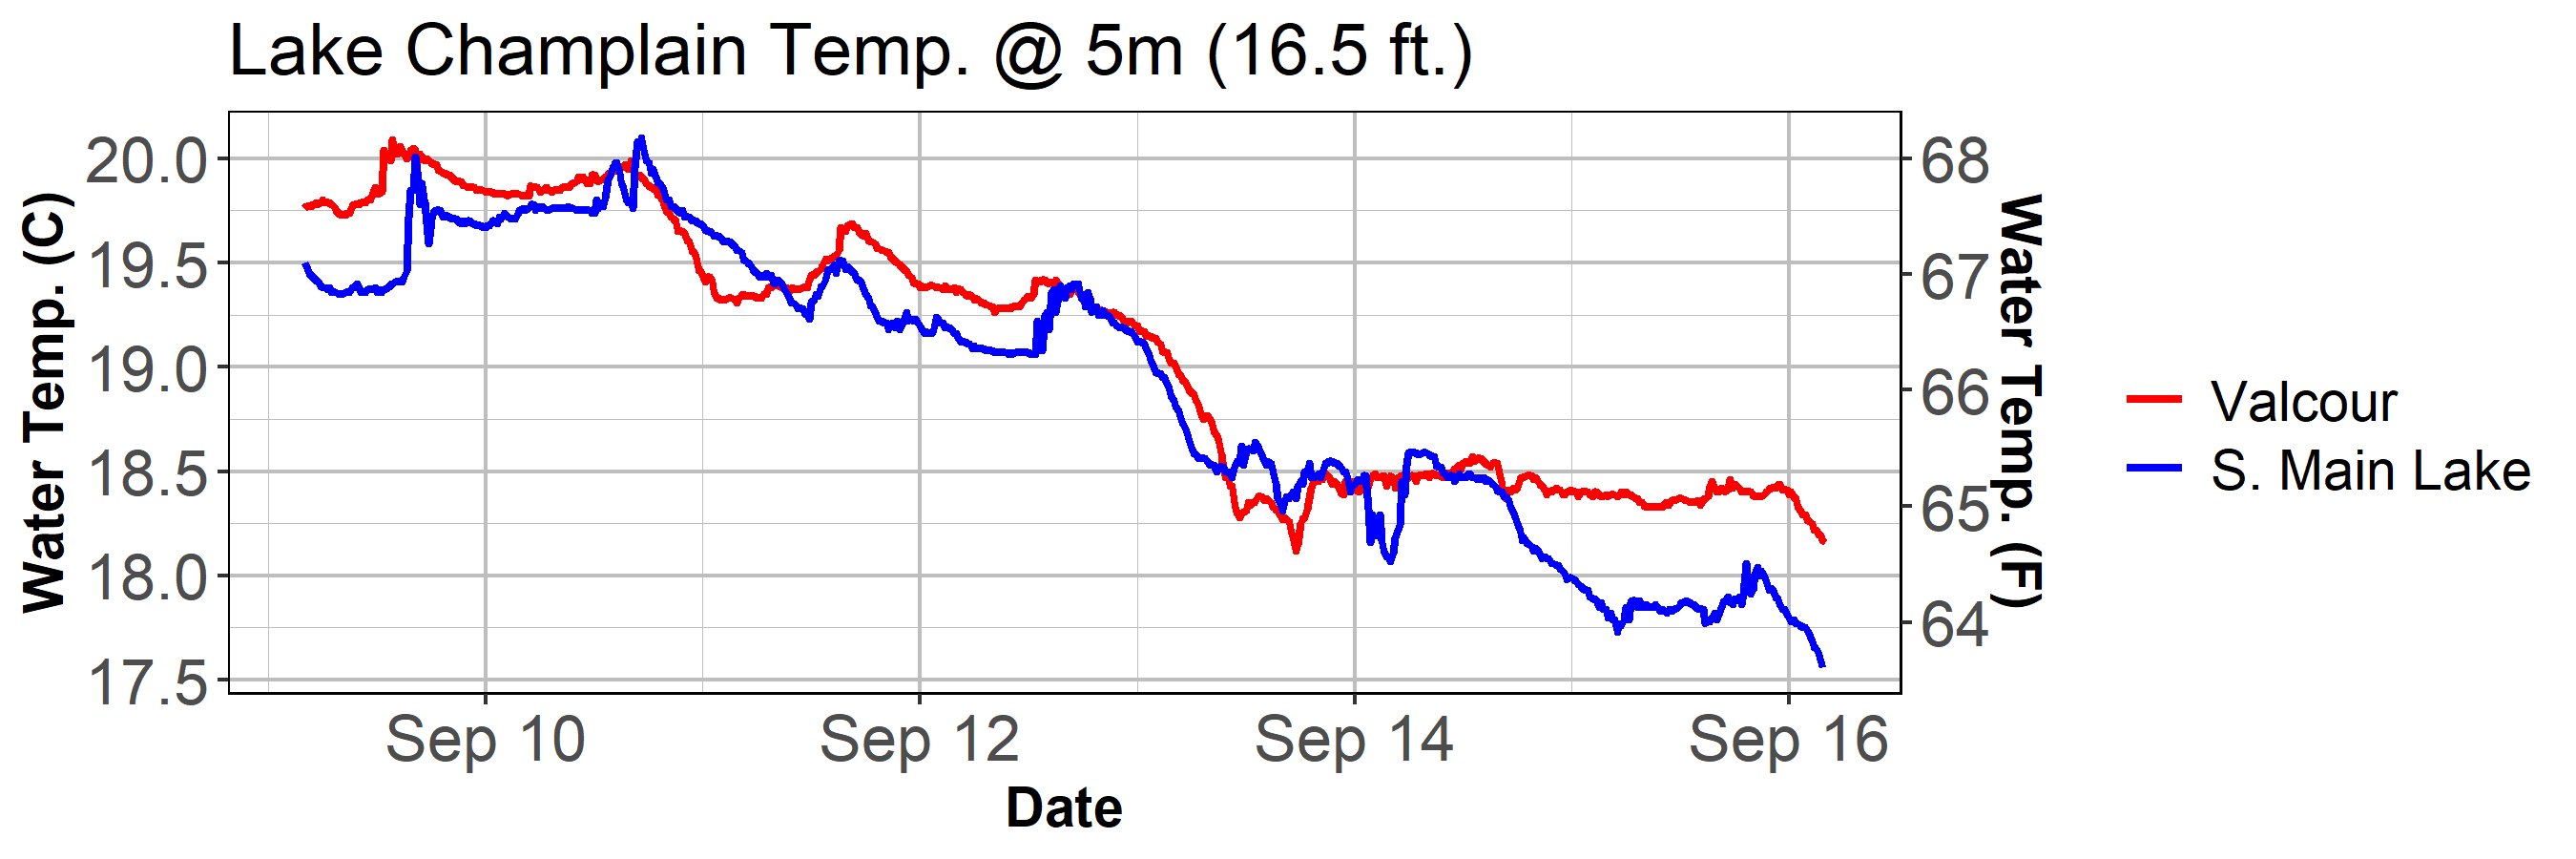 Lake Champlain Temp. @ 5m (16.5 ft.)
Water Temp. (C)
20.0
19.5
19.0
18.5
18.0
17.5
68
67
66
65
64
Water Temp. (F)
Sep 10
Sep 12
Sep 14
Sep 16
Date
Valcour
S. Main Lake